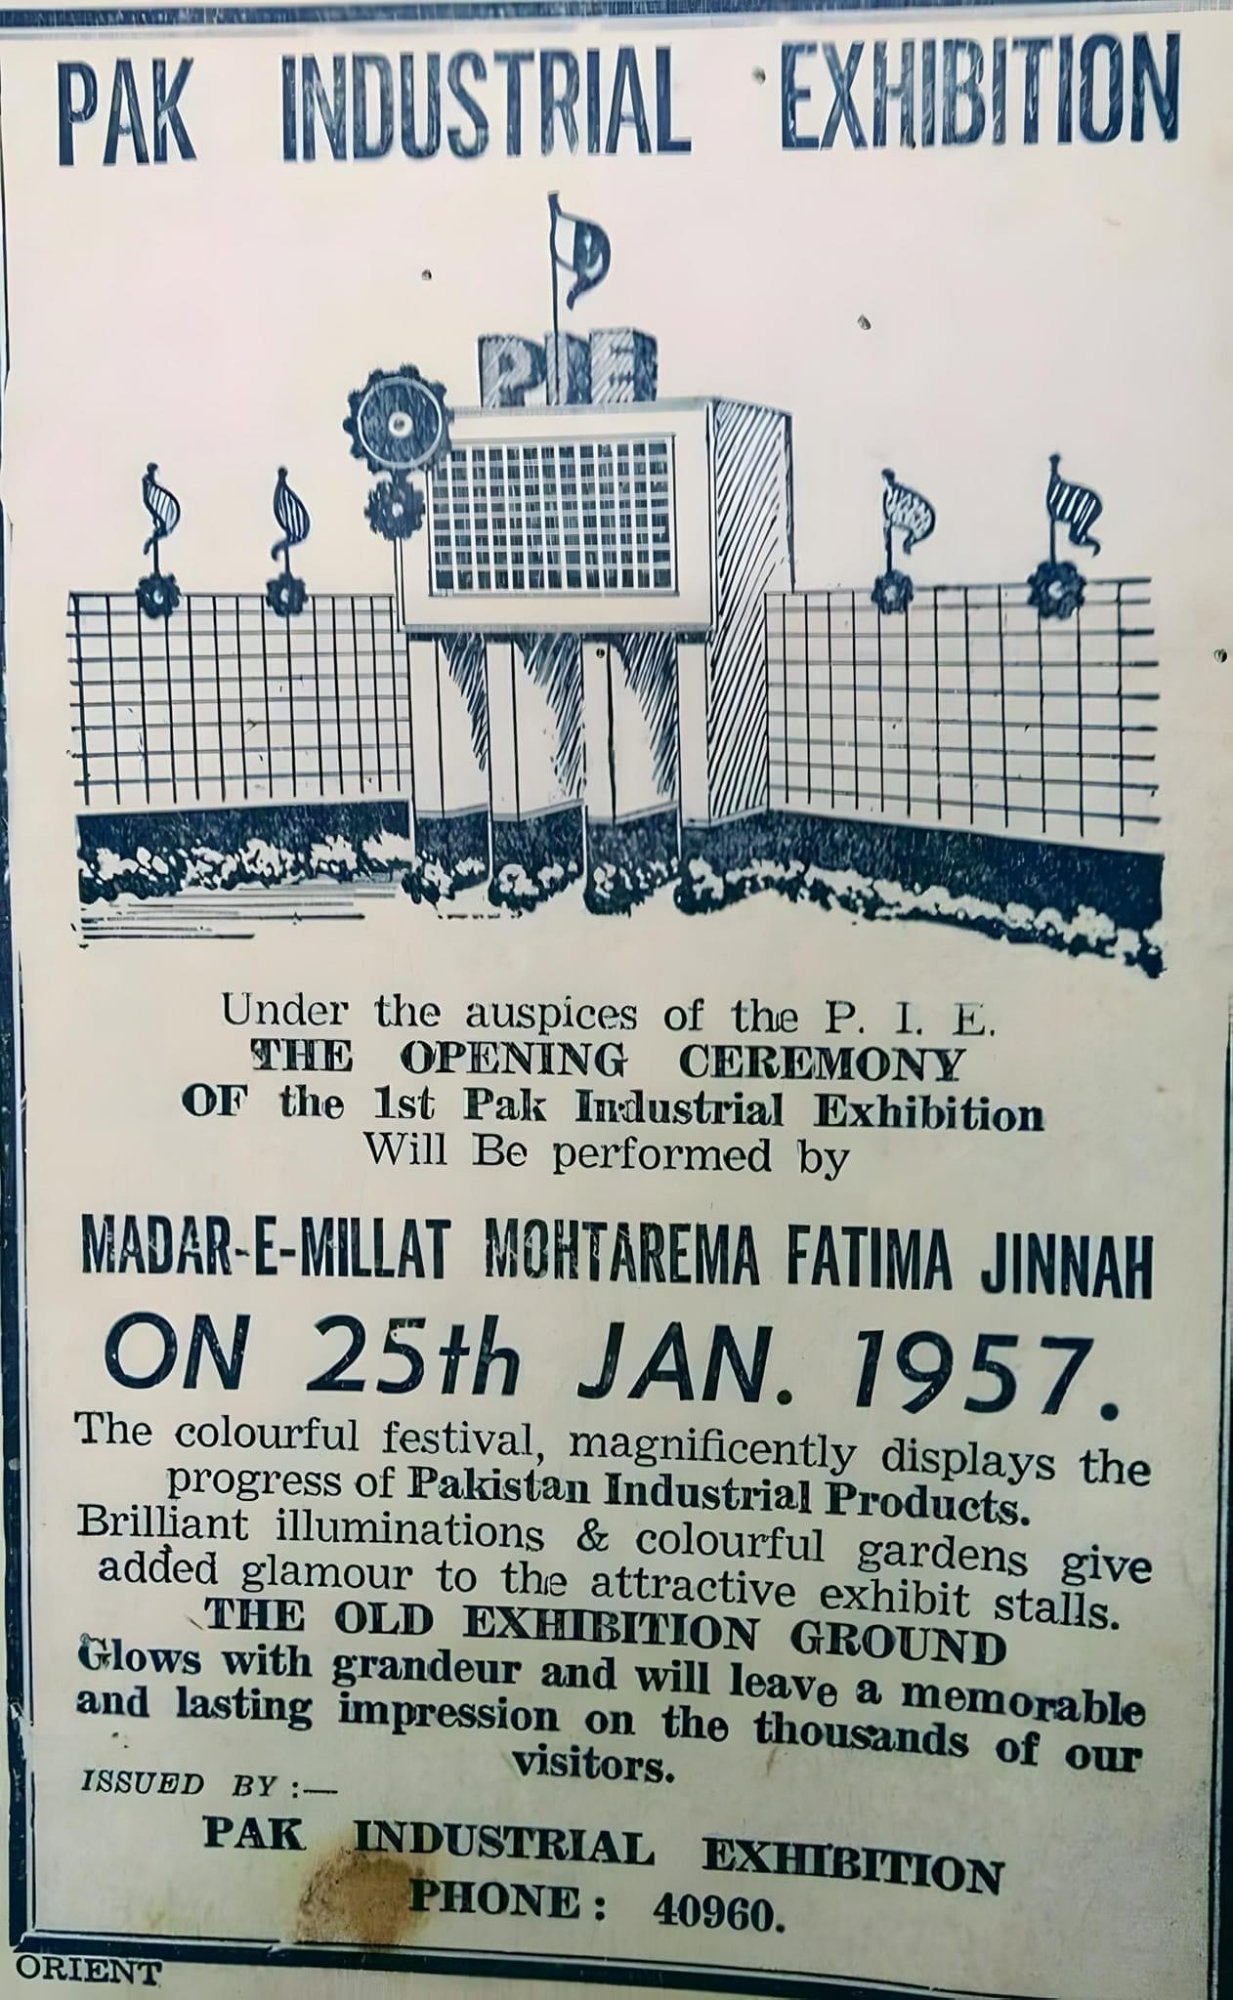 PAK INDUSTRIAL EXHIBITION
PIE
Under the auspices of the P. I. E.
THE OPENING CEREMONY
OF the 1st Pak Industrial Exhibition
Will Be performed by
MADAR-E-MILLAT MOHTAREMA FATIMA JINNAH
ON 25th JAN. 1957.
The colourful festival, magnificently displays the
progress of Pakistan Industrial Products.
Brilliant illuminations & colourful gardens give
added glamour to the attractive exhibit stalls.
THE OLD EXHIBITION GROUND
Glows with grandeur and will leave a memorable
and lasting impression on the thousands of our
visitors.
ISSUED BY :—
PAK INDUSTRIAL EXHIBITION
PHONE : 40960.
ORIENT